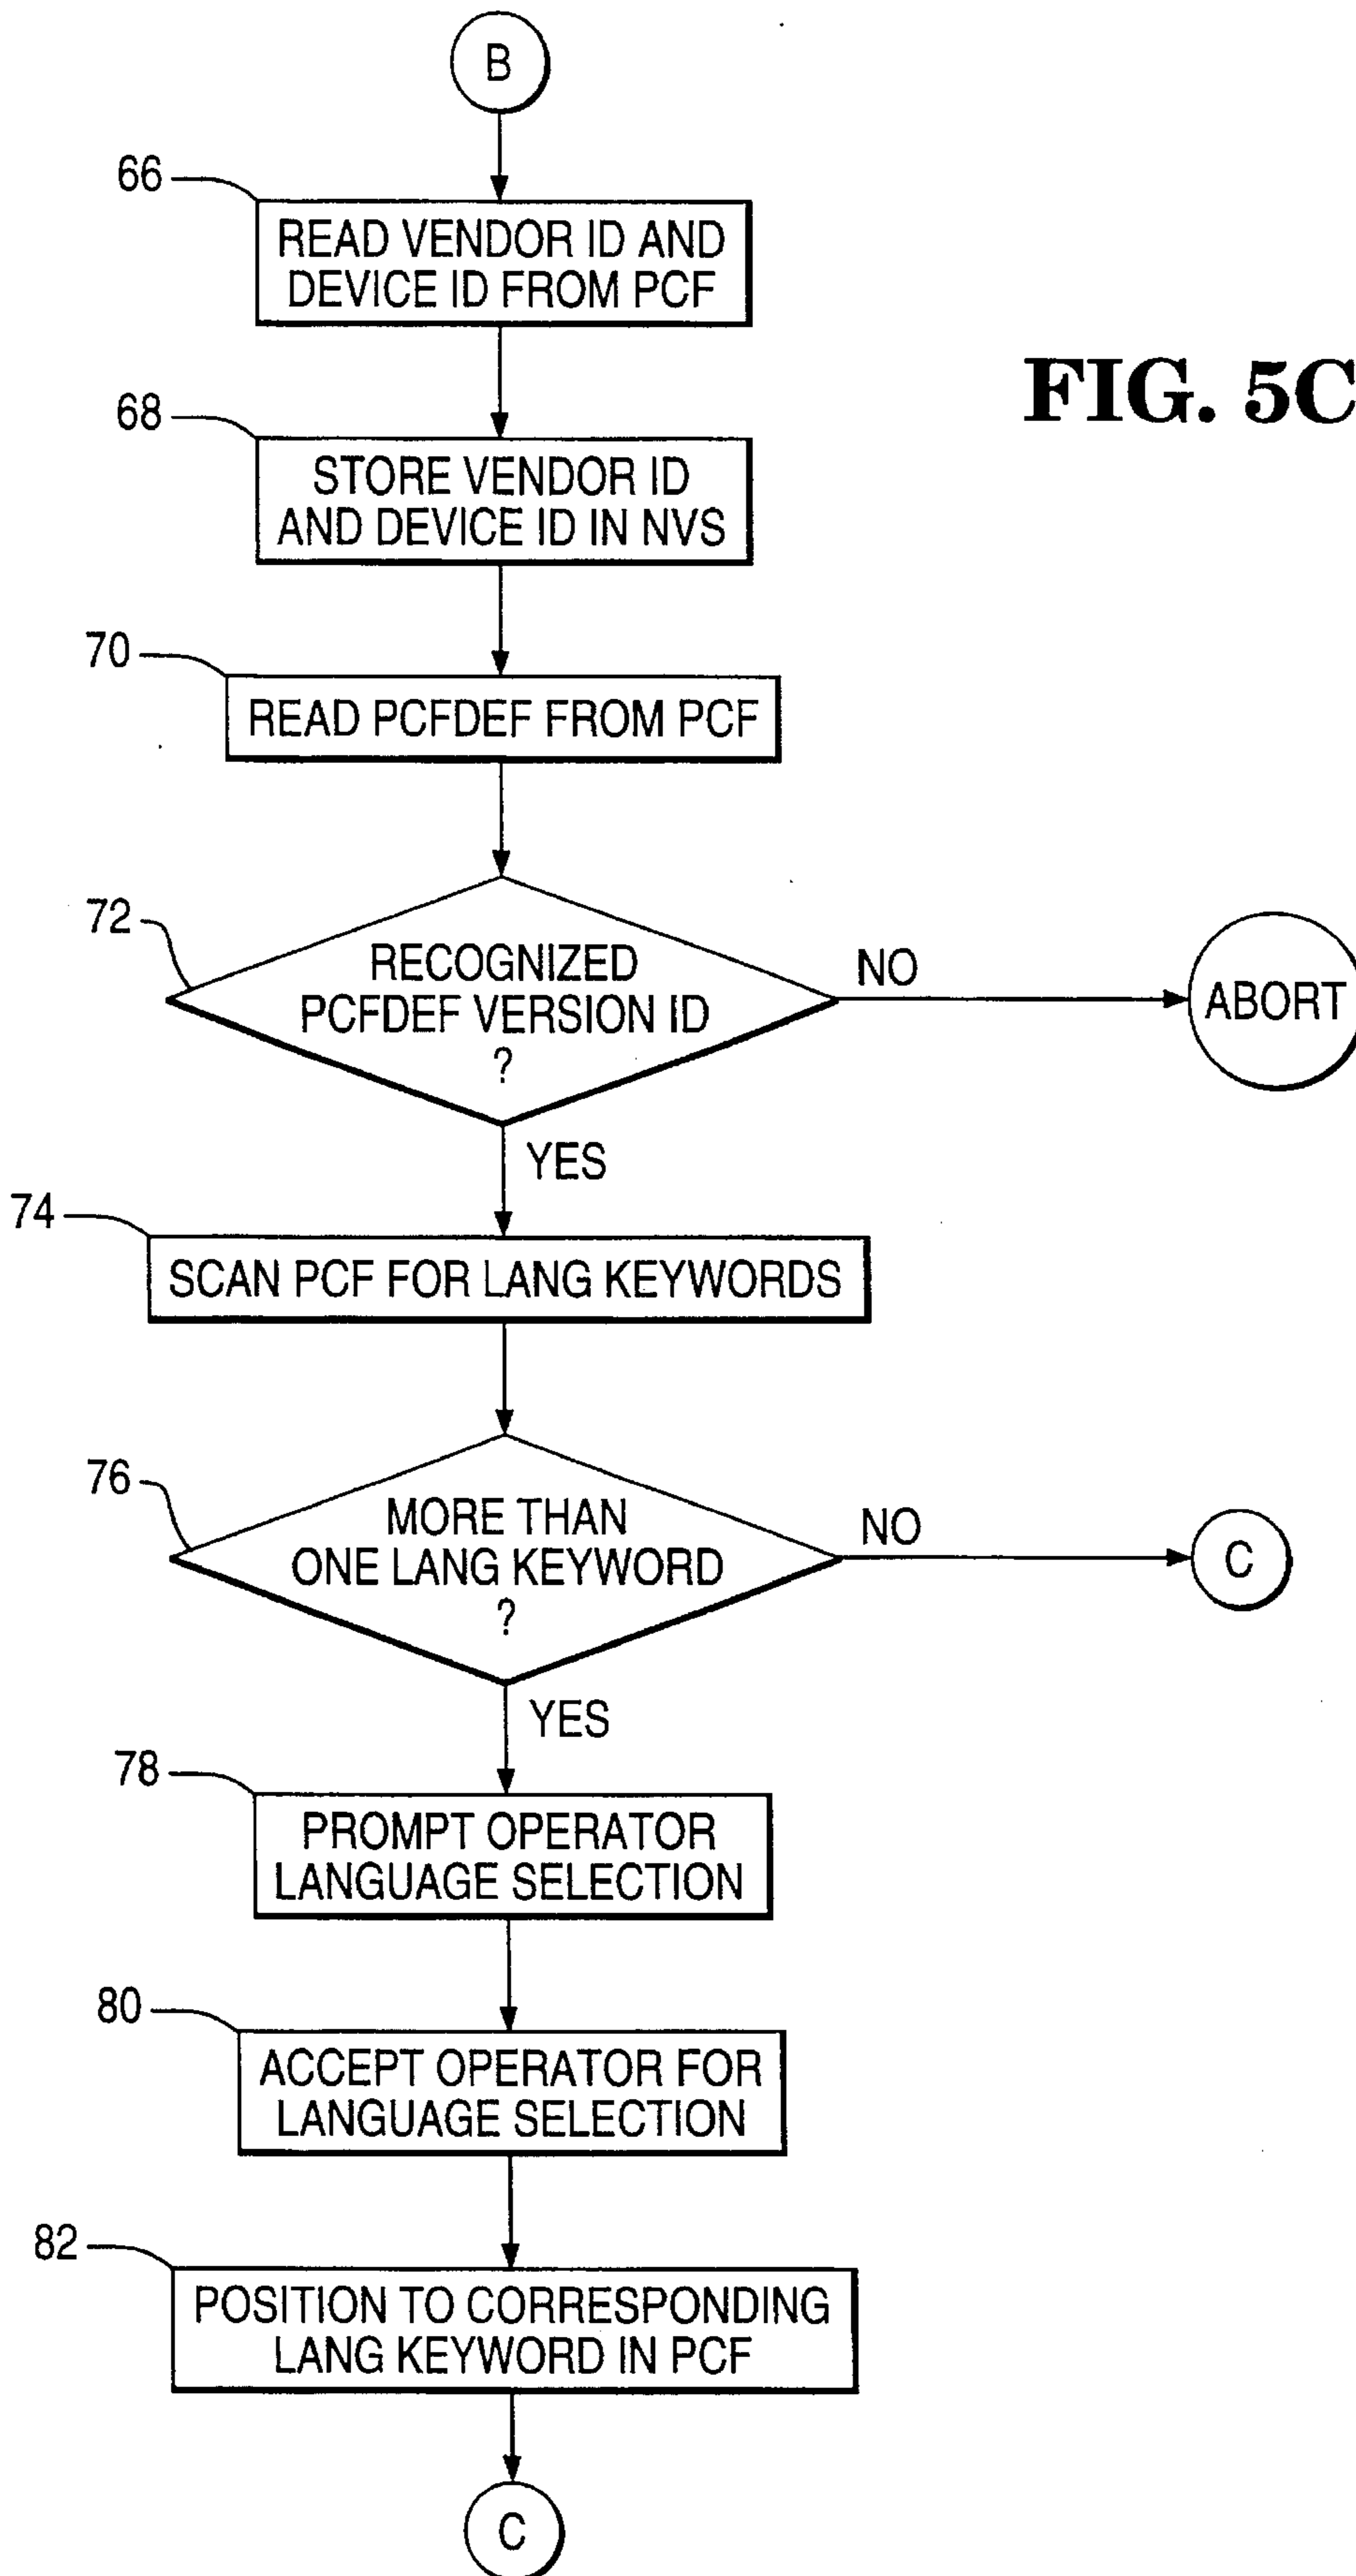 B
66
READ VENDOR ID AND
DEVICE ID FROM PCF
FIG. 5C
68
STORE VENDOR ID
AND DEVICE ID IN NVS
70
READ PCFDEF FROM PCF
72
RECOGNIZED
PCFDEF VERSION ID
?
NO
ABORT
YES
74
SCAN PCF FOR LANG KEYWORDS
76
MORE THAN
ONE LANG KEYWORD
?
NO
C
YES
78
PROMPT OPERATOR
LANGUAGE SELECTION
80
ACCEPT OPERATOR FOR
LANGUAGE SELECTION
82
POSITION TO CORRESPONDING
LANG KEYWORD IN PCF
C